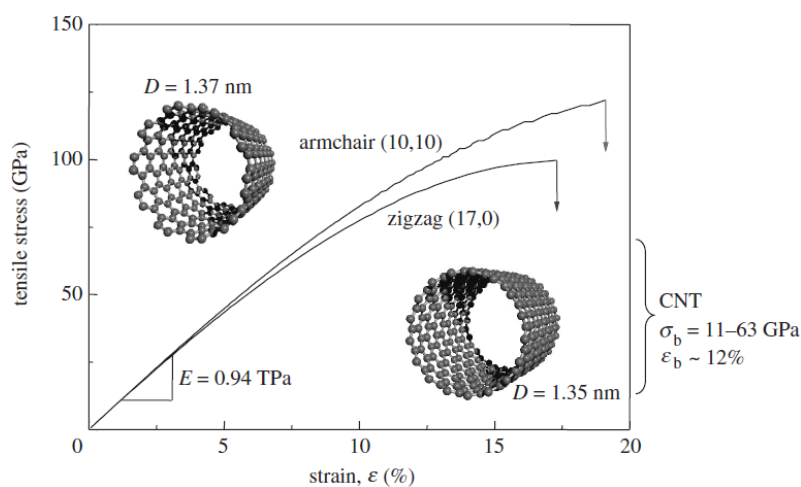 150
D = 1.37 nm
armchair (10,10)
100
zigzag (17,0)
tensile stress (GPa)
50
CNT
σb = 11–63 GPa
εb ~ 12%
E = 0.94 TPa
D = 1.35 nm
0
5
10
15
20
strain, ε (%)